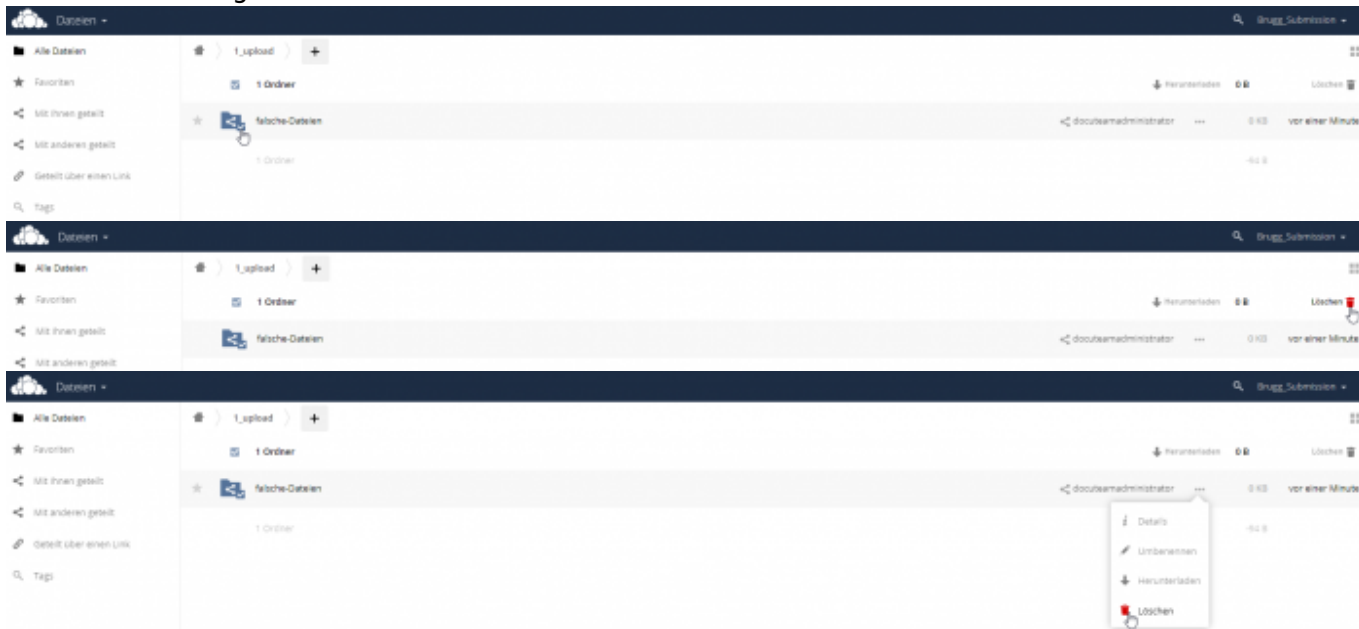 Dateien
Brugg_Submission
Alle Dateien
1_upload
+
Favoriten
1 Ordner
Herunterladen
0 B
Löschen
Mit Ihnen geteilt
falsche-Dateien
docuteamadministrator
...
0 KB
vor einer Minute
Mit anderen geteilt
1 Ordner
Geteilt über einen Link
Tags
Dateien
Brugg_Submission
Alle Dateien
1_upload
+
Favoriten
1 Ordner
Herunterladen
0 B
Löschen
Mit Ihnen geteilt
falsche-Dateien
docuteamadministrator
...
0 KB
vor einer Minute
Mit anderen geteilt
Dateien
Brugg_Submission
Alle Dateien
1_upload
+
Favoriten
1 Ordner
Herunterladen
0 B
Löschen
Mit Ihnen geteilt
falsche-Dateien
docuteamadministrator
...
0 KB
vor einer Minute
Mit anderen geteilt
1 Ordner
Details
Geteilt über einen Link
Umbenennen
Tags
Herunterladen
Löschen